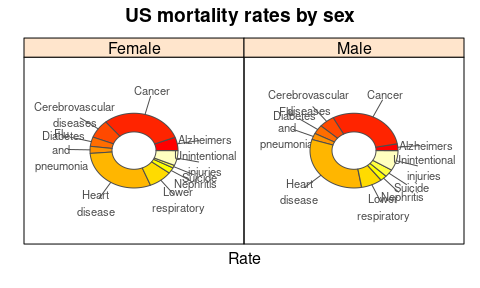 US mortality rates by sex
Female
Cancer
Cerebrovascular
diseases
Flu
and
pneumonia
Diabetes
Alzheimers
Unintentional
injuries
Suicide
Nephritis
Heart
disease
Lower
respiratory
Male
Cancer
Cerebrovascular
diseases
Flu
and
pneumonia
Diabetes
Alzheimers
Unintentional
injuries
Suicide
Nephritis
Heart
disease
Lower
respiratory
Rate